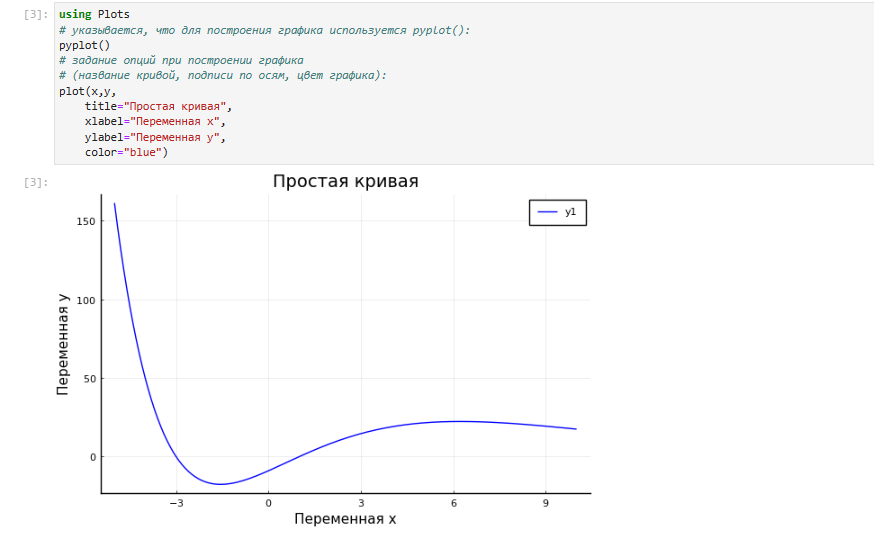 [3]: using Plots
# указывается, что для построения графика используется pyplot():
pyplot()
# задание опций при построении графика
# (название кривой, подписи по осям, цвет графика):
plot(x,y,
title="Простая кривая",
xlabel="Переменная x",
ylabel="Переменная y",
color="blue")
[3]:
Простая кривая
y1
150
100
50
0
Переменная y
−3 0 3 6 9
Переменная x